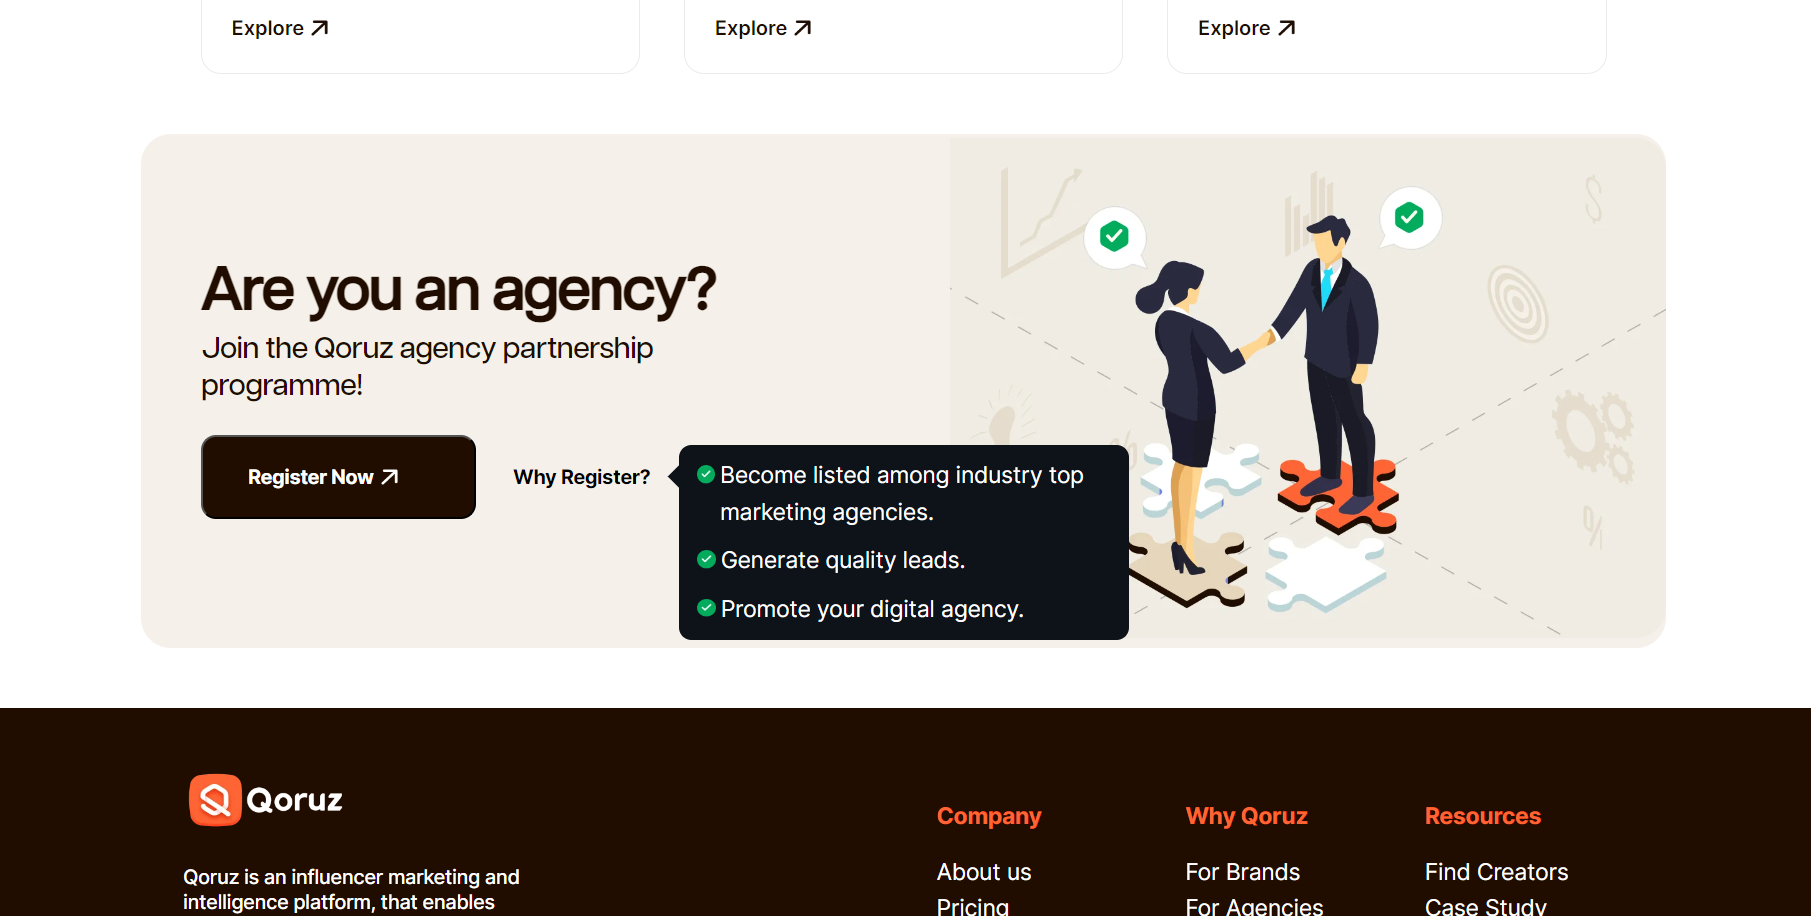 Explore
Explore
Explore
Are you an agency?
Join the Qoruz agency partnership
programme!
Register Now
Why Register?
Become listed among industry top
marketing agencies.
Generate quality leads.
Promote your digital agency.
$
%
%
Qoruz
Qoruz is an influencer marketing and
intelligence platform, that enables
Company
About us
Pricing
Why Qoruz
For Brands
For Agencies
Resources
Find Creators
Case Study